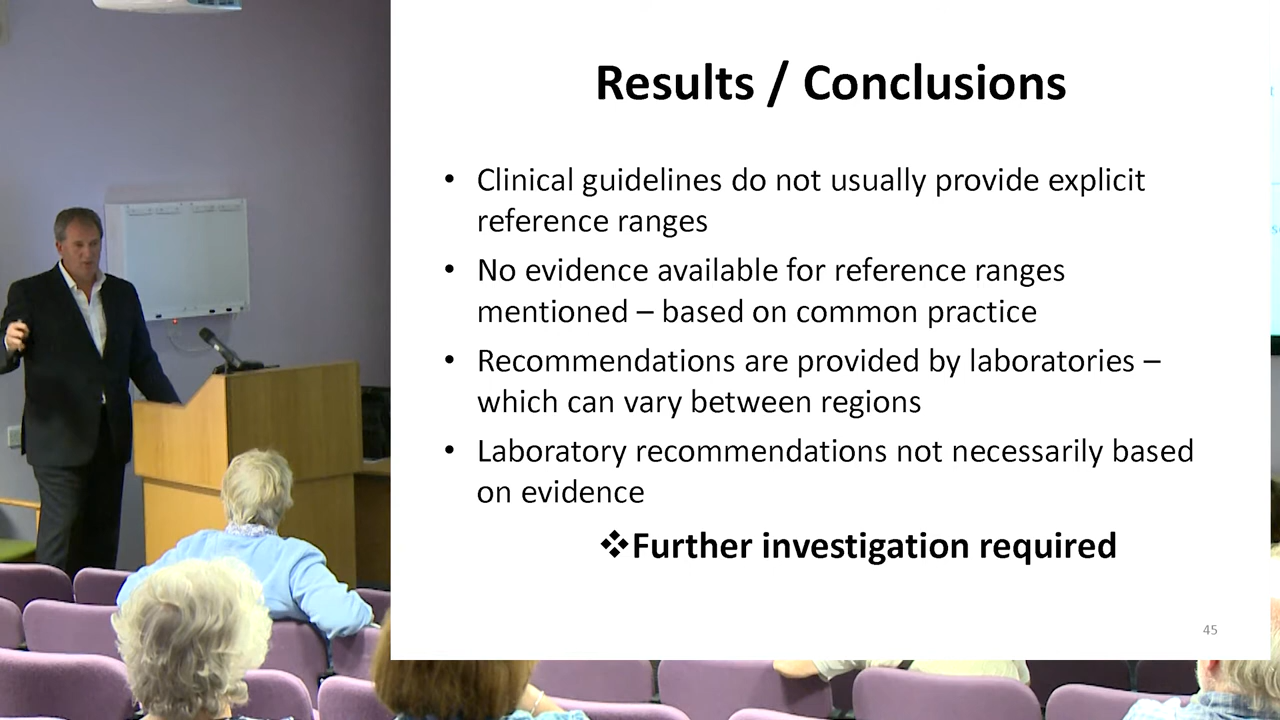 Results / Conclusions
• Clinical guidelines do not usually provide explicit
reference ranges
• No evidence available for reference ranges
mentioned – based on common practice
• Recommendations are provided by laboratories –
which can vary between regions
• Laboratory recommendations not necessarily based
on evidence
❖Further investigation required
45